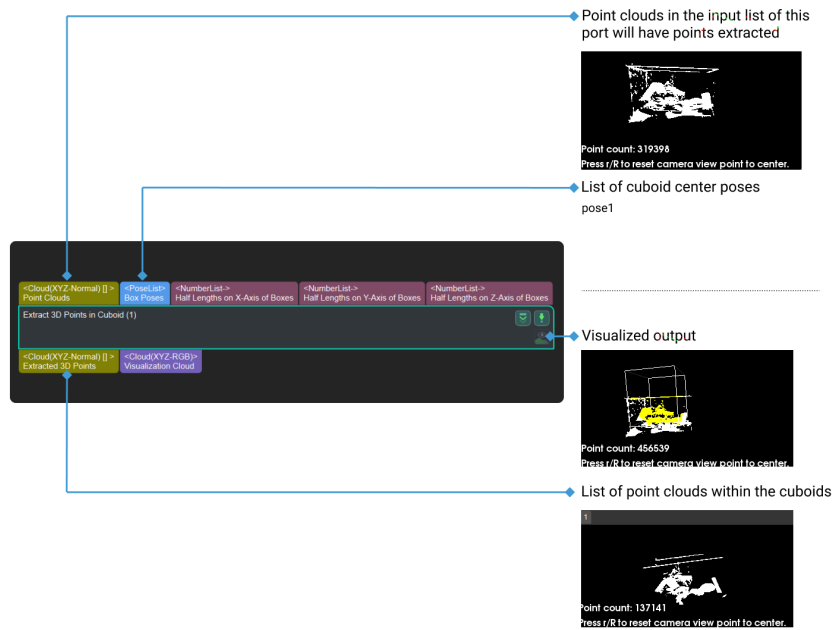 Point clouds in the input list of this
port will have points extracted
Point count: 319398
Press r/R to reset camera view point to center.
List of cuboid center poses
pose1
<Cloud(XYZ-Normal) [] >
Point Clouds
<PoseList>
Box Poses
<NumberList->
Half Lengths on X-Axis of Boxes
<NumberList->
Half Lengths on Y-Axis of Boxes
<NumberList->
Half Lengths on Z-Axis of Boxes
Extract 3D Points in Cuboid (1)
<Cloud(XYZ-Normal) [] >
Extracted 3D Points
<Cloud(XYZ-RGB)>
Visualization Cloud
Visualized output
Point count: 456539
Press r/R to reset camera view point to center.
List of point clouds within the cuboids
1
Point count: 137141
Press r/R to reset camera view point to center.